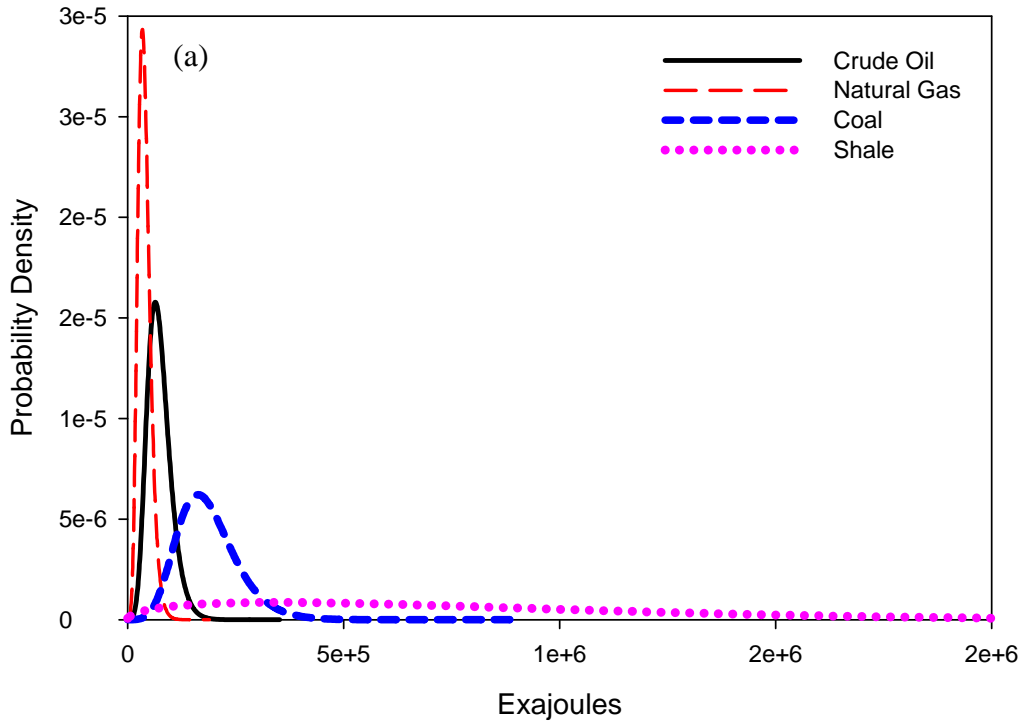 (a)
Crude Oil
Natural Gas
Coal
Shale
Probability Density
3e-5
3e-5
2e-5
2e-5
1e-5
5e-6
0
0 5e+5 1e+6 2e+6 2e+6
Exajoules